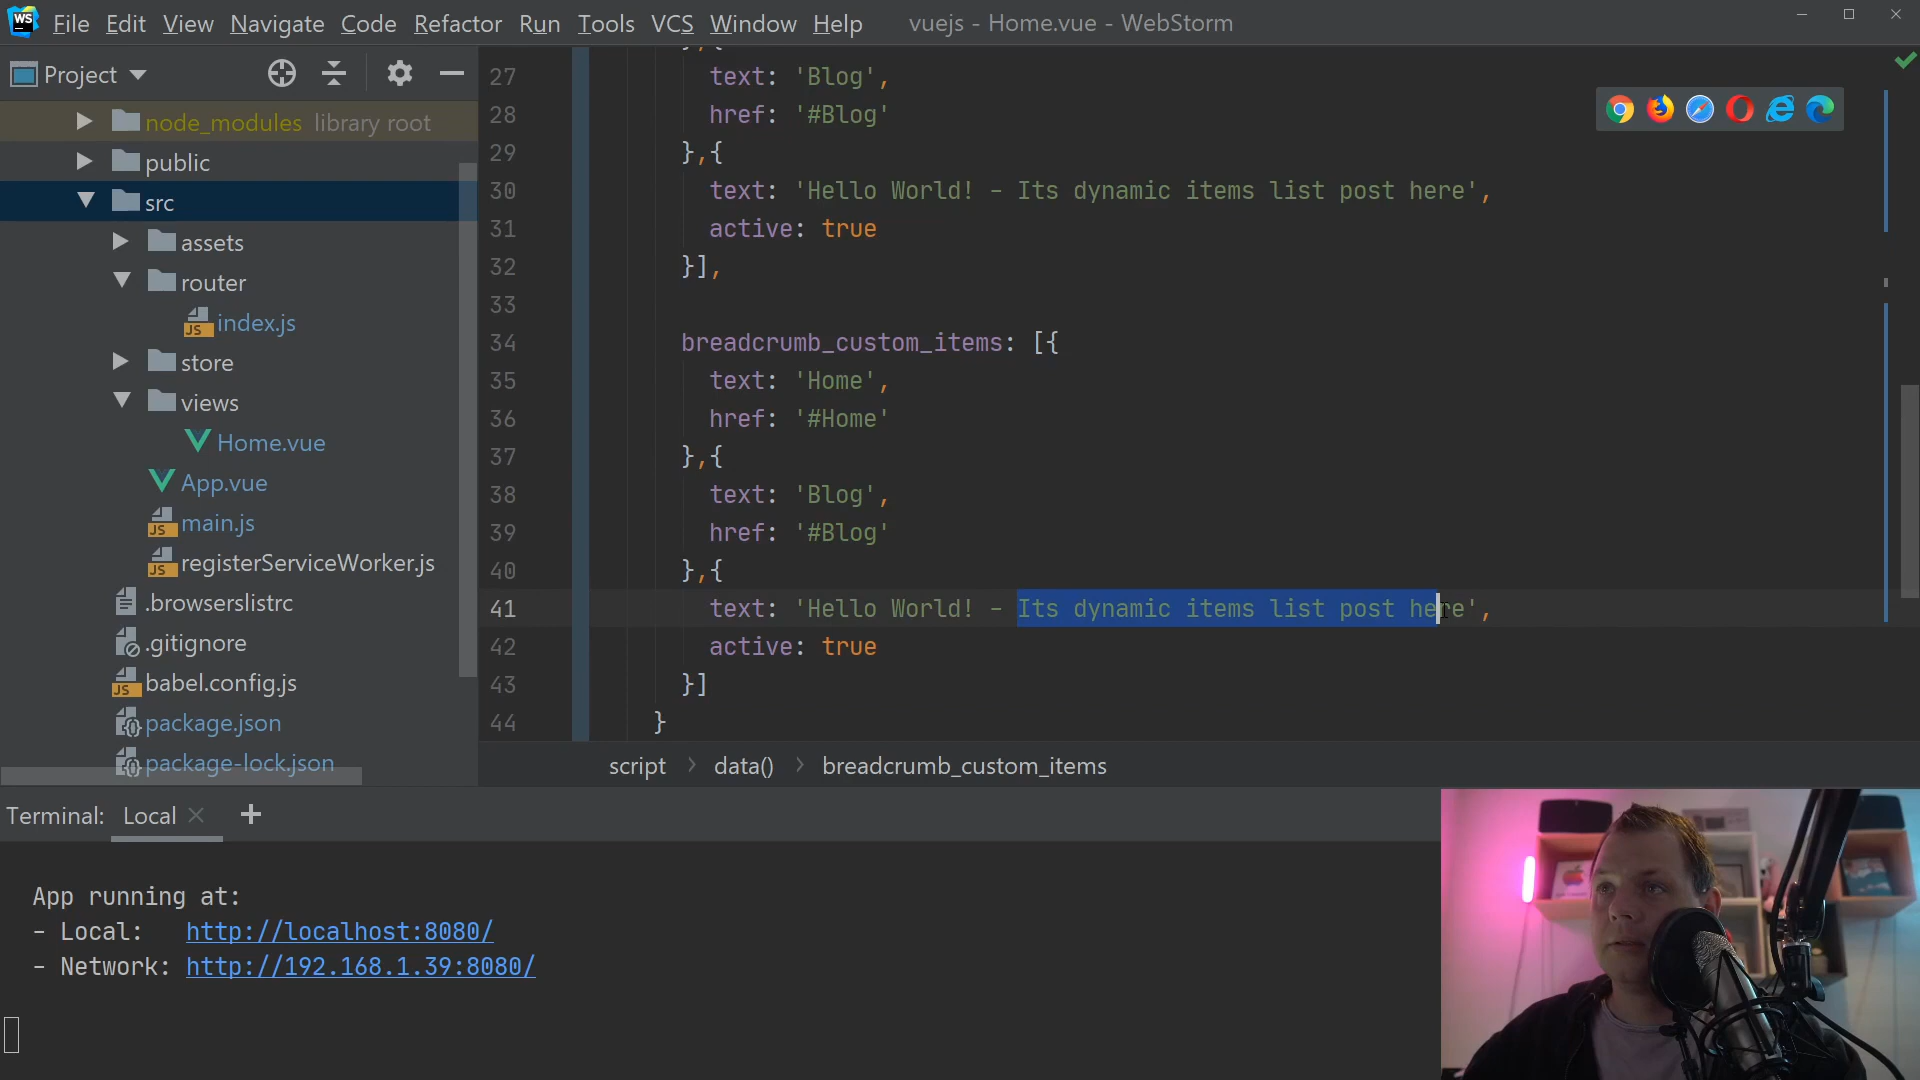 WS File Edit View Navigate Code Refactor Run Tools VCS Window Help vuejs - Home.vue - WebStorm
Project
node_modules library root
public
src
assets
router
JS index.js
store
views
Home.vue
App.vue
JS main.js
JS registerServiceWorker.js
.browserslistrc
.gitignore
JS babel.config.js
package.json
package-lock.json
},{
27 text: 'Blog',
28 href: '#Blog'
29 },{
30 text: 'Hello World! - Its dynamic items list post here',
31 active: true
32 }],
33
34 breadcrumb_custom_items: [{
35 text: 'Home',
36 href: '#Home'
37 },{
38 text: 'Blog',
39 href: '#Blog'
40 },{
41 text: 'Hello World! - Its dynamic items list post here',
42 active: true
43 }]
44 }
script > data() > breadcrumb_custom_items
Terminal: Local × +
App running at:
- Local: http://localhost:8080/
- Network: http://192.168.1.39:8080/